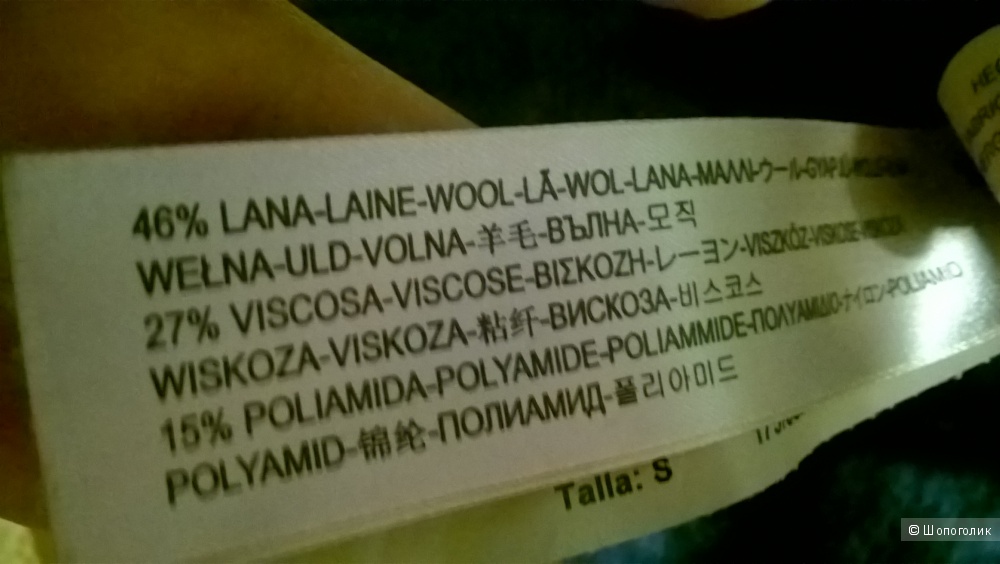 46% LANA-LAINE-WOOL-LÃ-WOL-LANA-ΜΑΛΛΙ-ウール-GYAPJÚ-
WEŁNA-ULD-VOLNA-羊毛-ВЪЛНА-모직
27% VISCOSA-VISCOSE-ΒΙΣΚΟΖΗ-レーヨン-VISZKÓZ-VISKOSE-VISKOZA
WISKOZA-VISKOZA-粘纤-ВИСКОЗА-비스코스
15% POLIAMIDA-POLYAMIDE-POLIAMMIDE-ΠΟΛΥΑΜΙΔΙΟ-ナイロン-POLIAMID
POLYAMID-锦纶-ПОЛИАМИД-폴리아미드
Talla: S
© Шопоголик